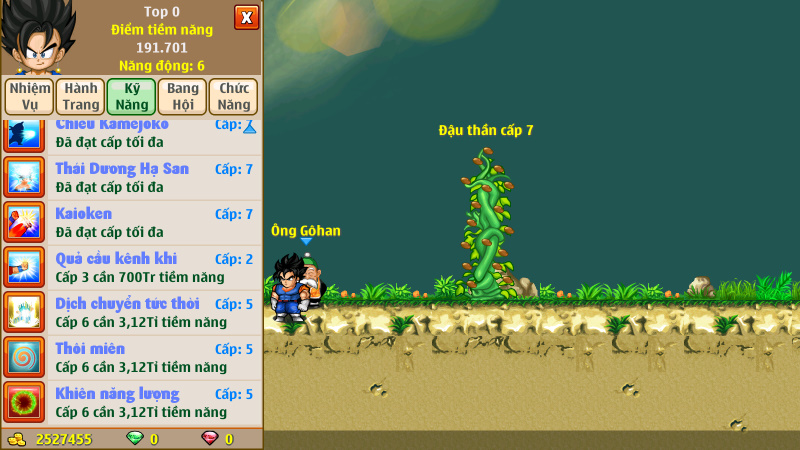 Top 0
Điểm tiềm năng
191.701
Năng động: 6
X
Nhiệm Vụ
Hành Trang
Kỹ Năng
Bang Hội
Chức Năng
Chiêu Kamejoko Cấp: 7
Đã đạt cấp tối đa
Thái Dương Hạ San Cấp: 7
Đã đạt cấp tối đa
Kaioken Cấp: 7
Đã đạt cấp tối đa
Quả cầu kênh khi Cấp: 2
Cấp 3 cần 700Tr tiềm năng
Dịch chuyển tức thời Cấp: 5
Cấp 6 cần 3,12Tỉ tiềm năng
Thôi miên Cấp: 5
Cấp 6 cần 3,12Tỉ tiềm năng
Khiên năng lượng Cấp: 5
Cấp 6 cần 3,12Tỉ tiềm năng
2527455 0 0
Đậu thần cấp 7
Ông Gôhan